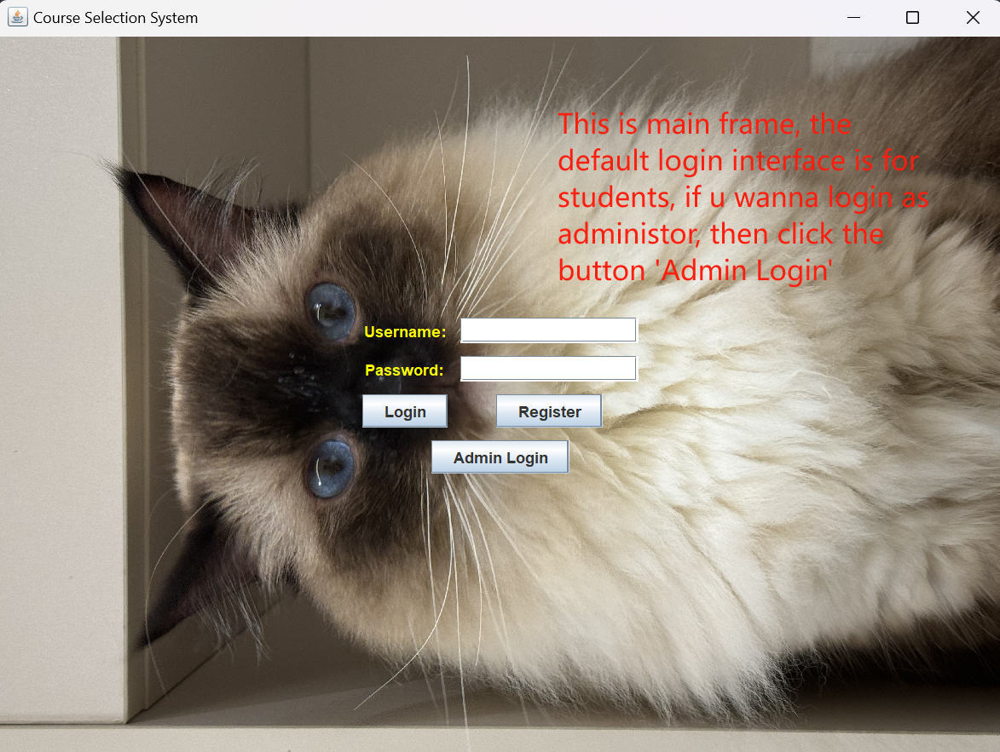 Course Selection System
This is main frame, the
default login interface is for
students, if u wanna login as
administor, then click the
button 'Admin Login'
Username:
Password:
Login Register
Admin Login